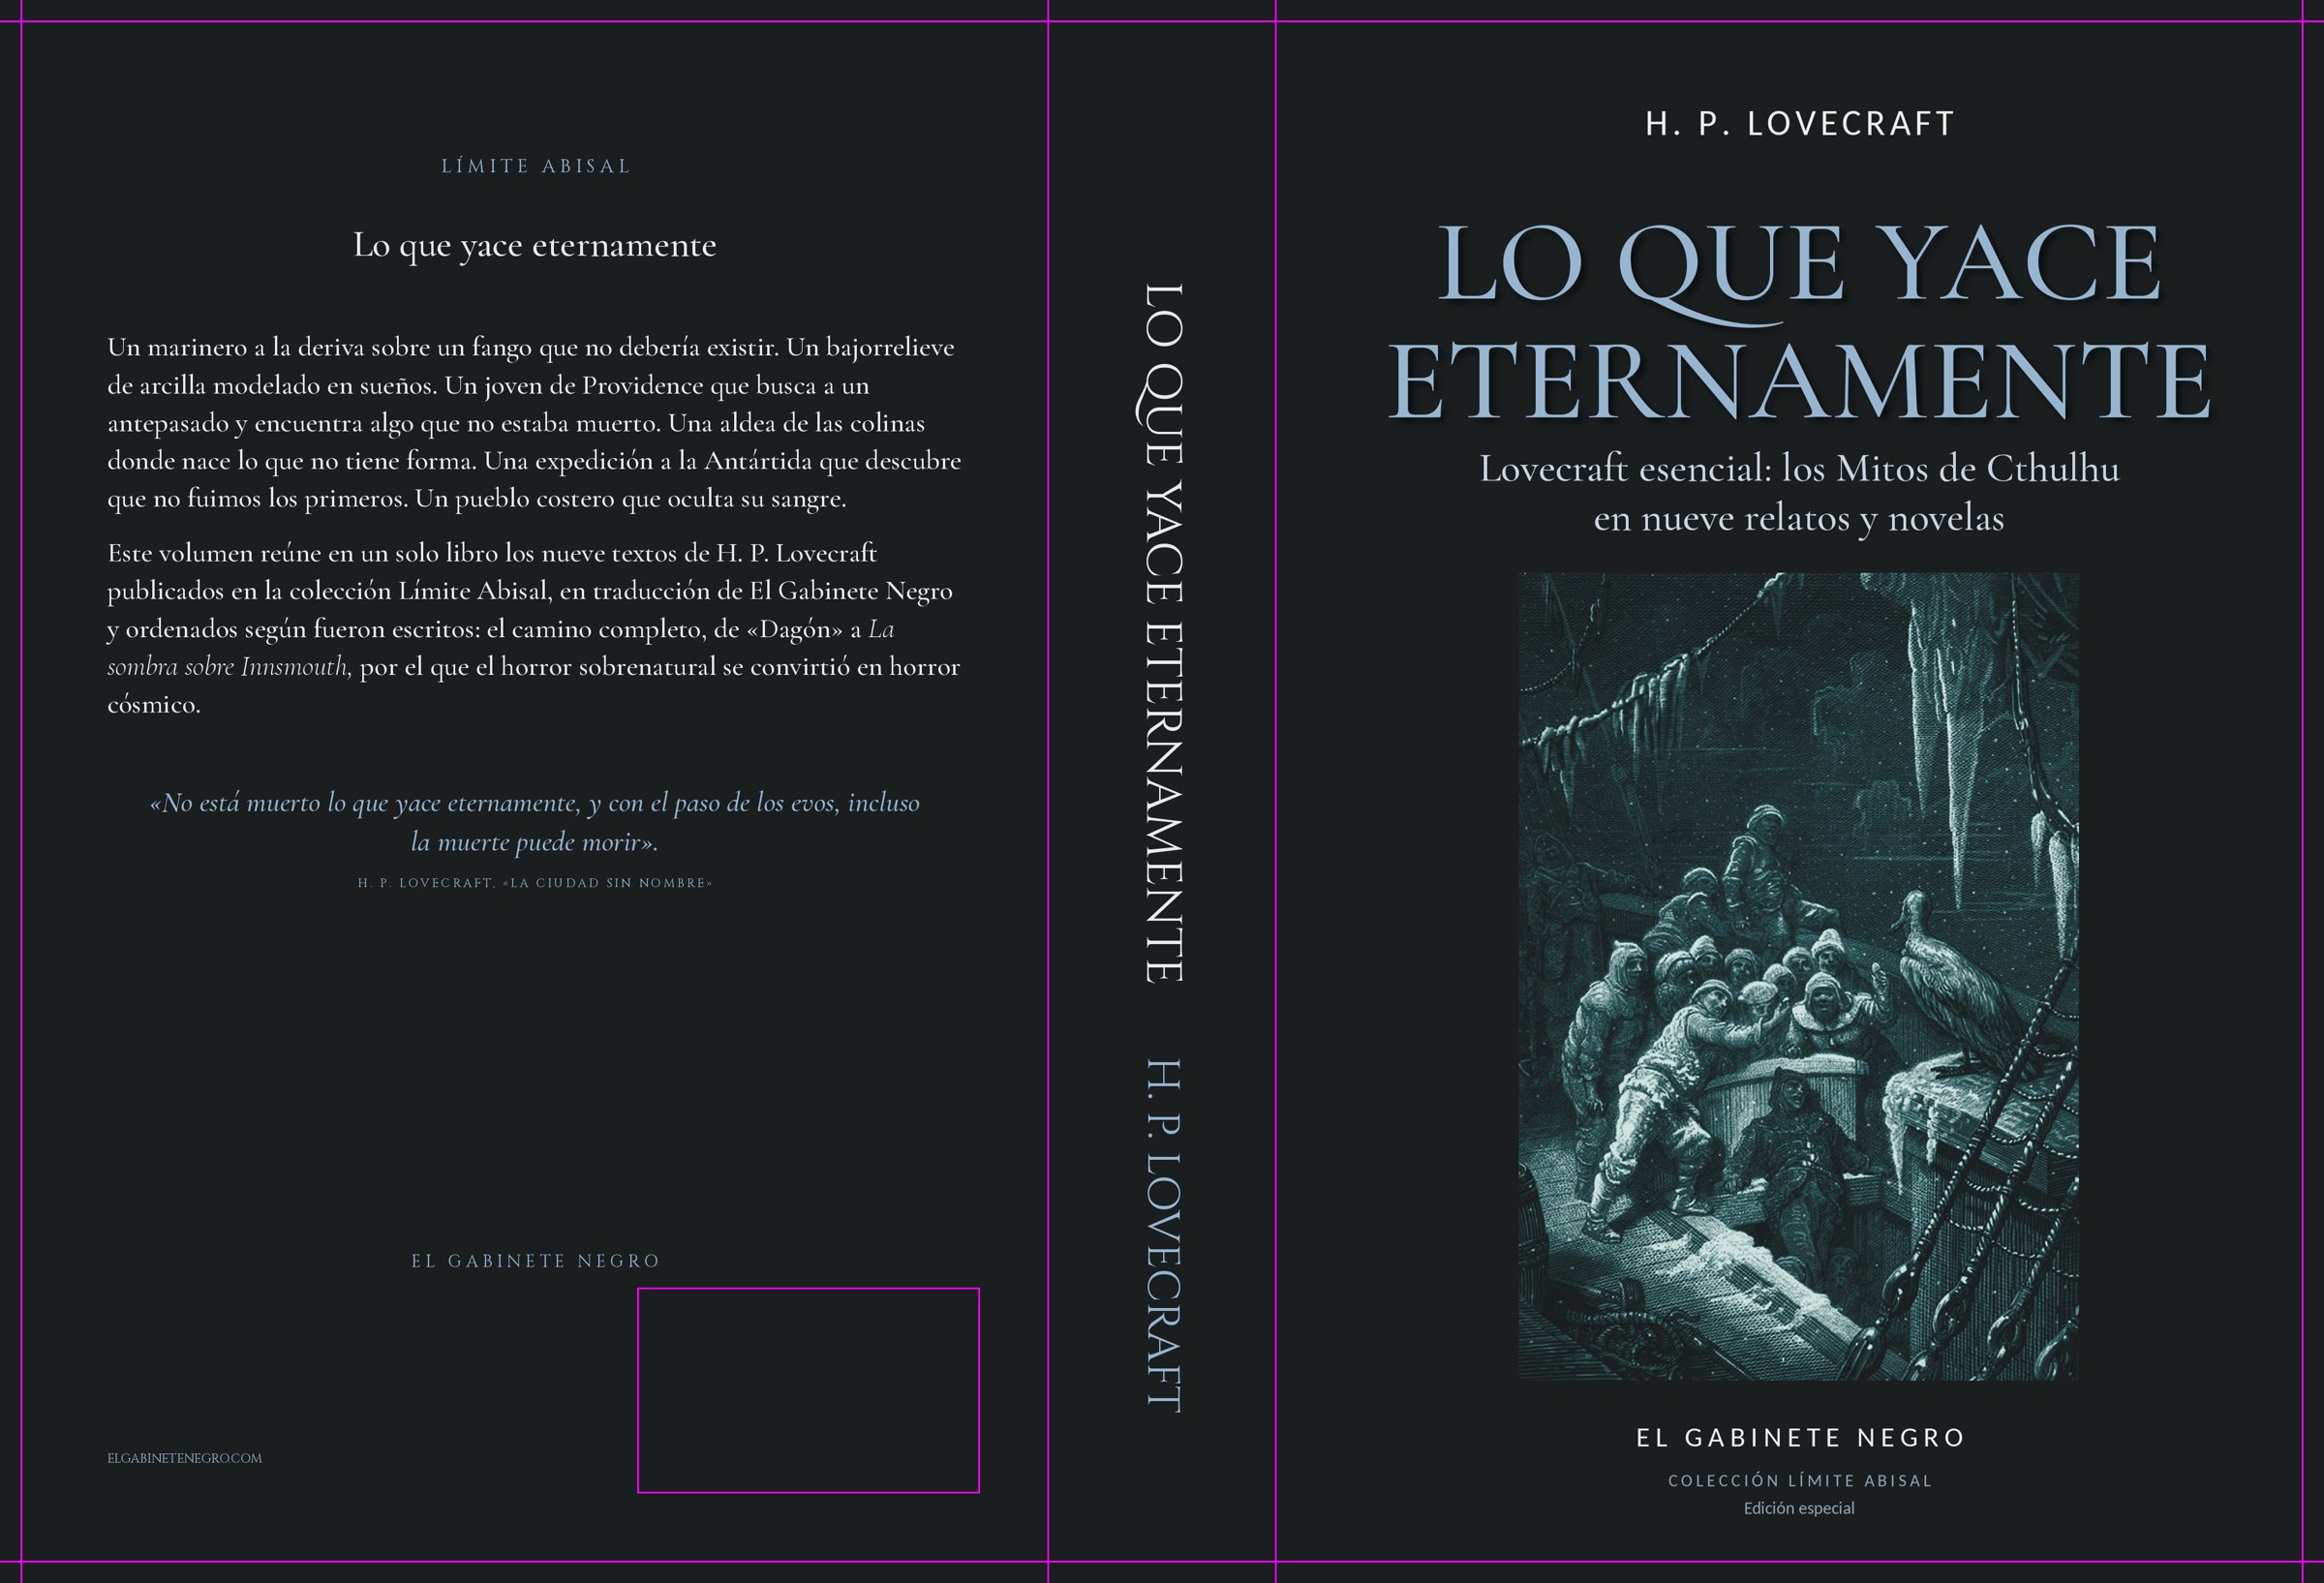 LÍMITE ABISAL
Lo que yace eternamente
Un marinero a la deriva sobre un fango que no debería existir. Un bajorrelieve
de arcilla modelado en sueños. Un joven de Providence que busca a un
antepasado y encuentra algo que no estaba muerto. Una aldea de las colinas
donde nace lo que no tiene forma. Una expedición a la Antártida que descubre
que no fuimos los primeros. Un pueblo costero que oculta su sangre.
Este volumen reúne en un solo libro los nueve textos de H. P. Lovecraft
publicados en la colección Límite Abisal, en traducción de El Gabinete Negro
y ordenados según fueron escritos: el camino completo, de «Dagón» a La
sombra sobre Innsmouth, por el que el horror sobrenatural se convirtió en horror
cósmico.
«No está muerto lo que yace eternamente, y con el paso de los evos, incluso
la muerte puede morir».
H. P. LOVECRAFT, «LA CIUDAD SIN NOMBRE»
EL GABINETE NEGRO
ELGABINETENEGRO.COM
LO QUE YACE ETERNAMENTE H. P. LOVECRAFT
H. P. LOVECRAFT
LO QUE YACE
ETERNAMENTE
Lovecraft esencial: los Mitos de Cthulhu
en nueve relatos y novelas
EL GABINETE NEGRO
COLECCIÓN LÍMITE ABISAL
Edición especial